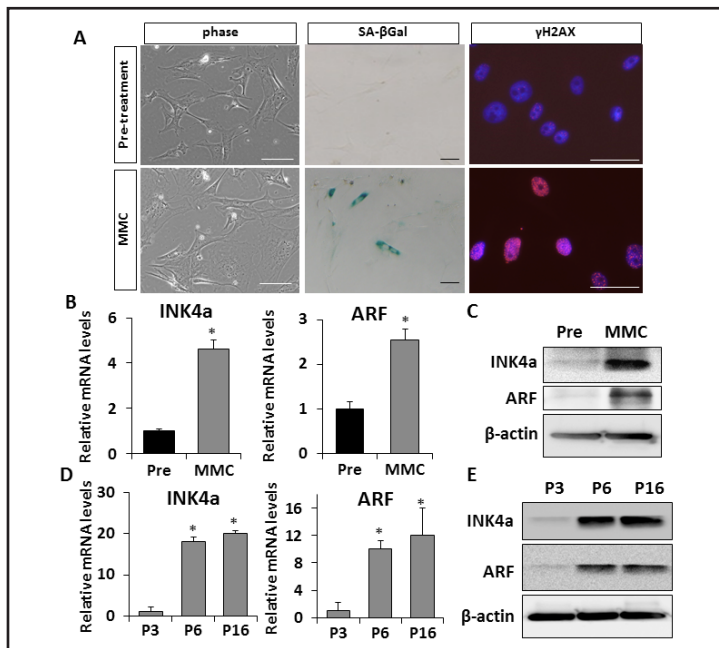 A
phase
SA-βGal
γH2AX
Pre-treatment
MMC
B
INK4a
Relative mRNA levels
6
4
2
0
*
Pre
MMC
ARF
Relative mRNA levels
3
2
1
0
*
Pre
MMC
C
Pre
MMC
INK4a
ARF
β-actin
D
INK4a
Relative mRNA levels
30
20
10
0
*
*
P3
P6
P16
ARF
Relative mRNA levels
12
8
4
0
*
*
P3
P6
P16
E
P3
P6
P16
INK4a
ARF
β-actin